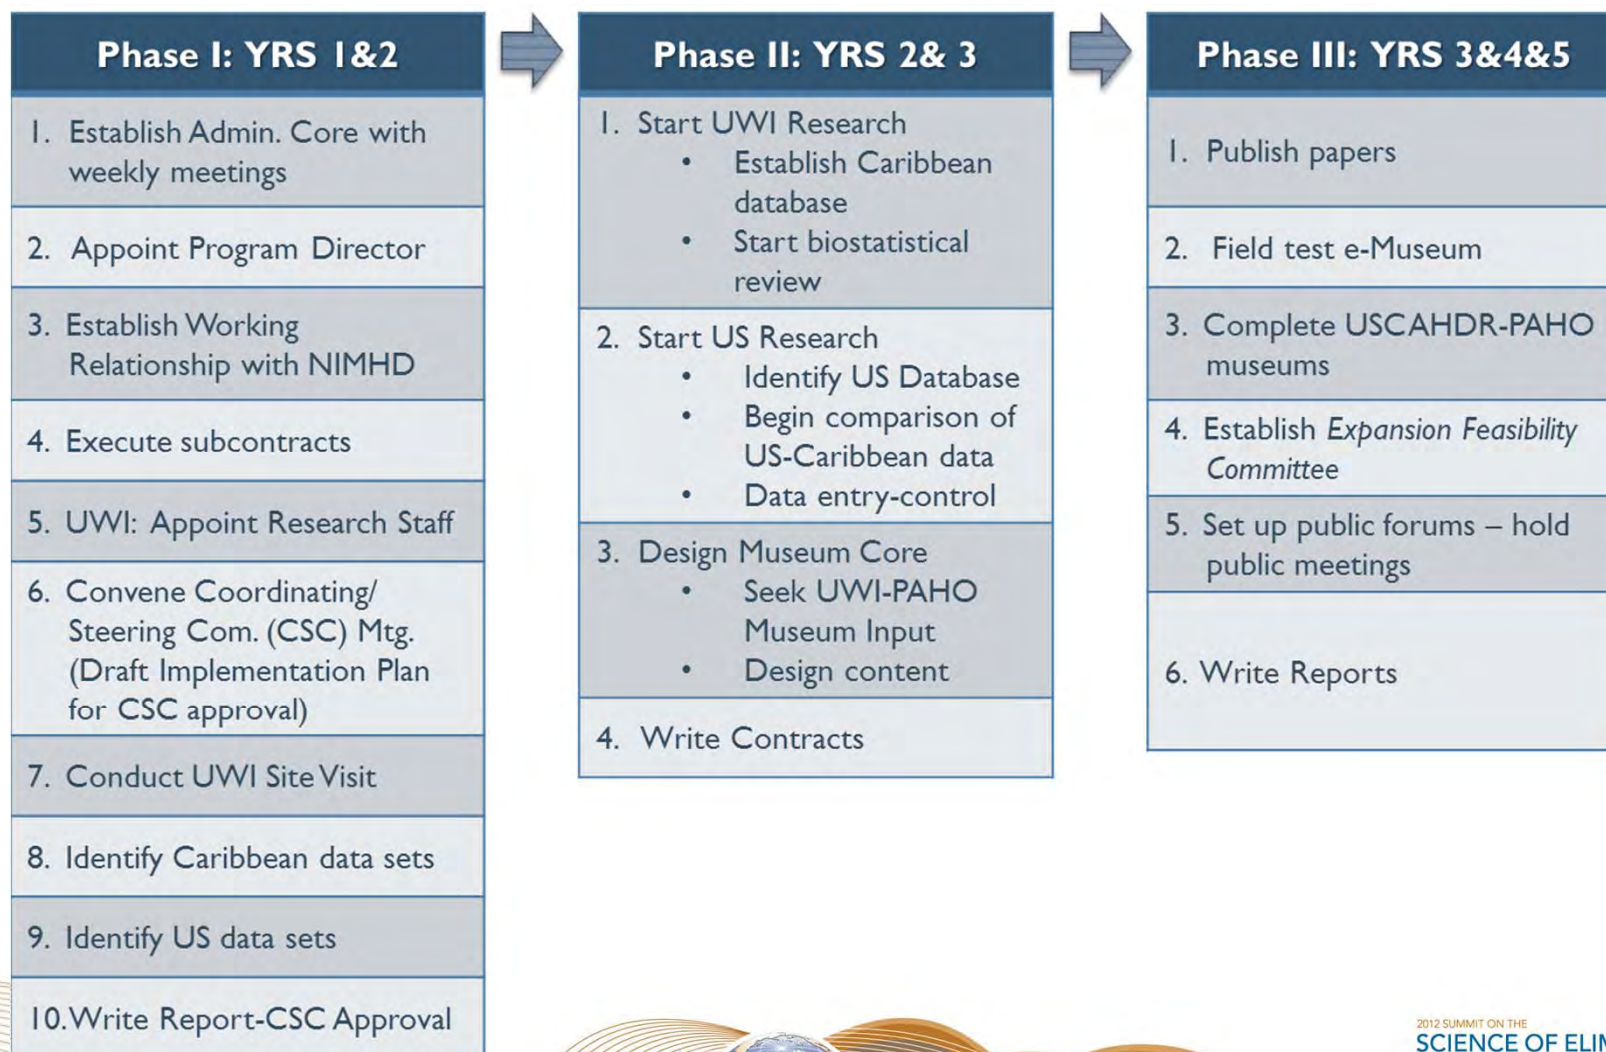 Phase I: YRS 1&2
1. Establish Admin. Core with
weekly meetings
2. Appoint Program Director
3. Establish Working
Relationship with NIMHD
4. Execute subcontracts
5. UWI: Appoint Research Staff
6. Convene Coordinating/
Steering Com. (CSC) Mtg.
(Draft Implementation Plan
for CSC approval)
7. Conduct UWI Site Visit
8. Identify Caribbean data sets
9. Identify US data sets
10.Write Report-CSC Approval
Phase II: YRS 2& 3
1. Start UWI Research
• Establish Caribbean
database
• Start biostatistical
review
2. Start US Research
• Identify US Database
• Begin comparison of
US-Caribbean data
• Data entry-control
3. Design Museum Core
• Seek UWI-PAHO
Museum Input
• Design content
4. Write Contracts
Phase III: YRS 3&4&5
1. Publish papers
2. Field test e-Museum
3. Complete USCAHDR-PAHO
museums
4. Establish Expansion Feasibility
Committee
5. Set up public forums – hold
public meetings
6. Write Reports
2012 SUMMIT ON THE
SCIENCE OF